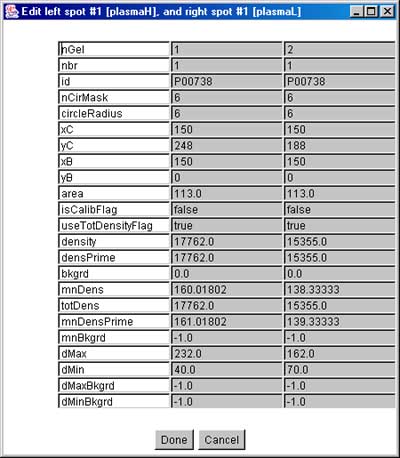 Edit left spot #1 [plasmaH], and right spot #1 [plasmaL]
nGel 1 2
nbr 1 1
id P00738 P00738
nCirMask 6 6
circleRadius 6 6
xC 150 150
yC 248 188
xB 150 150
yB 0 0
area 113.0 113.0
isCalibFlag false false
useTotDensityFlag true true
density 17762.0 15355.0
densPrime 17762.0 15355.0
bkgrd 0.0 0.0
mnDens 160.01802 138.33333
totDens 17762.0 15355.0
mnDensPrime 161.01802 139.33333
mnBkgrd -1.0 -1.0
dMax 232.0 162.0
dMin 40.0 70.0
dMaxBkgrd -1.0 -1.0
dMinBkgrd -1.0 -1.0
Done Cancel